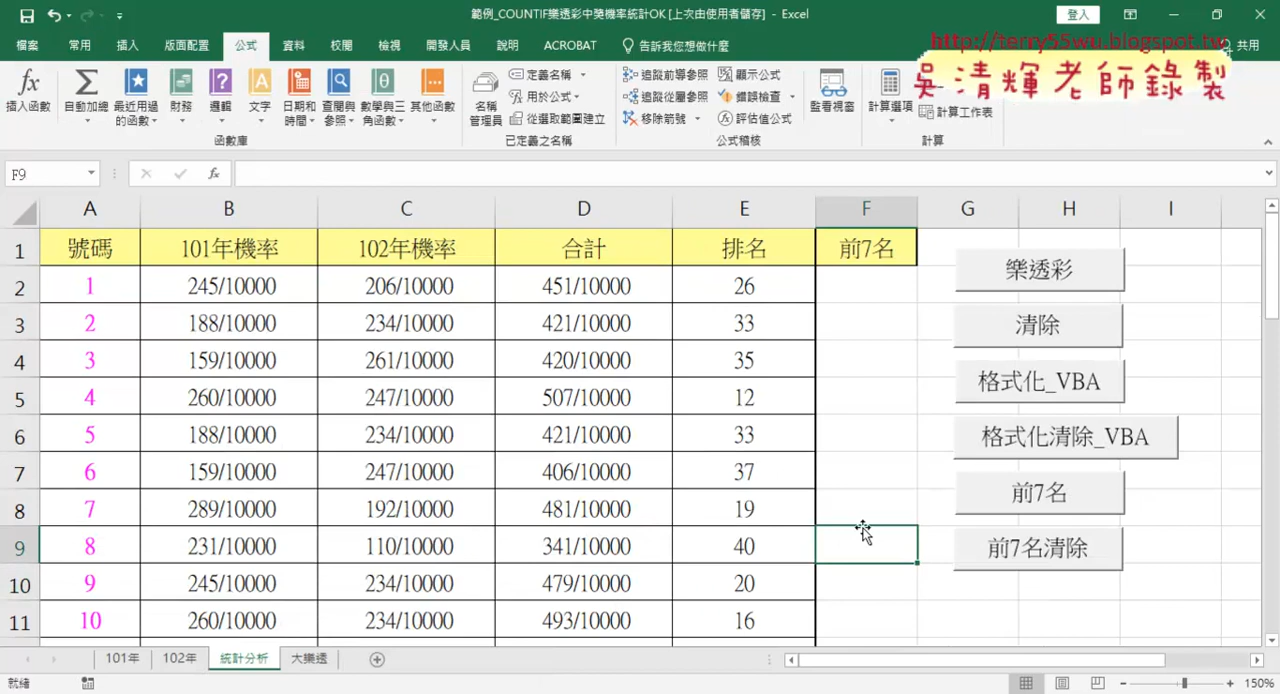 範例_COUNTIF樂透彩中獎機率統計OK [上次由使用者儲存] - Excel
登入
檔案 常用 插入 版面配置 公式 資料 校閱 檢視 開發人員 說明 ACROBAT 告訴我您想做什麼 共用
http://terry55wu.blogspot.tw
吳清輝老師錄製
插入函數 自動加總 最近用過的函數 財務 邏輯 文字 日期和時間 查閱與參照 數學與三角函數 其他函數
名稱管理員 定義名稱 用於公式 從選取範圍建立
追蹤前導參照 追蹤從屬參照 移除箭號 顯示公式 錯誤檢查 評估值公式 監看視窗
計算選項 計算工作表
函數庫 已定義之名稱 公式稽核 計算
F9 fx
A B C D E F G H I
1 號碼 101年機率 102年機率 合計 排名 前7名
2 1 245/10000 206/10000 451/10000 26
3 2 188/10000 234/10000 421/10000 33
4 3 159/10000 261/10000 420/10000 35
5 4 260/10000 247/10000 507/10000 12
6 5 188/10000 234/10000 421/10000 33
7 6 159/10000 247/10000 406/10000 37
8 7 289/10000 192/10000 481/10000 19
9 8 231/10000 110/10000 341/10000 40
10 9 245/10000 234/10000 479/10000 20
11 10 260/10000 234/10000 493/10000 16
樂透彩
清除
格式化_VBA
格式化清除_VBA
前7名
前7名清除
101年 102年 統計分析 大樂透
就緒 150%